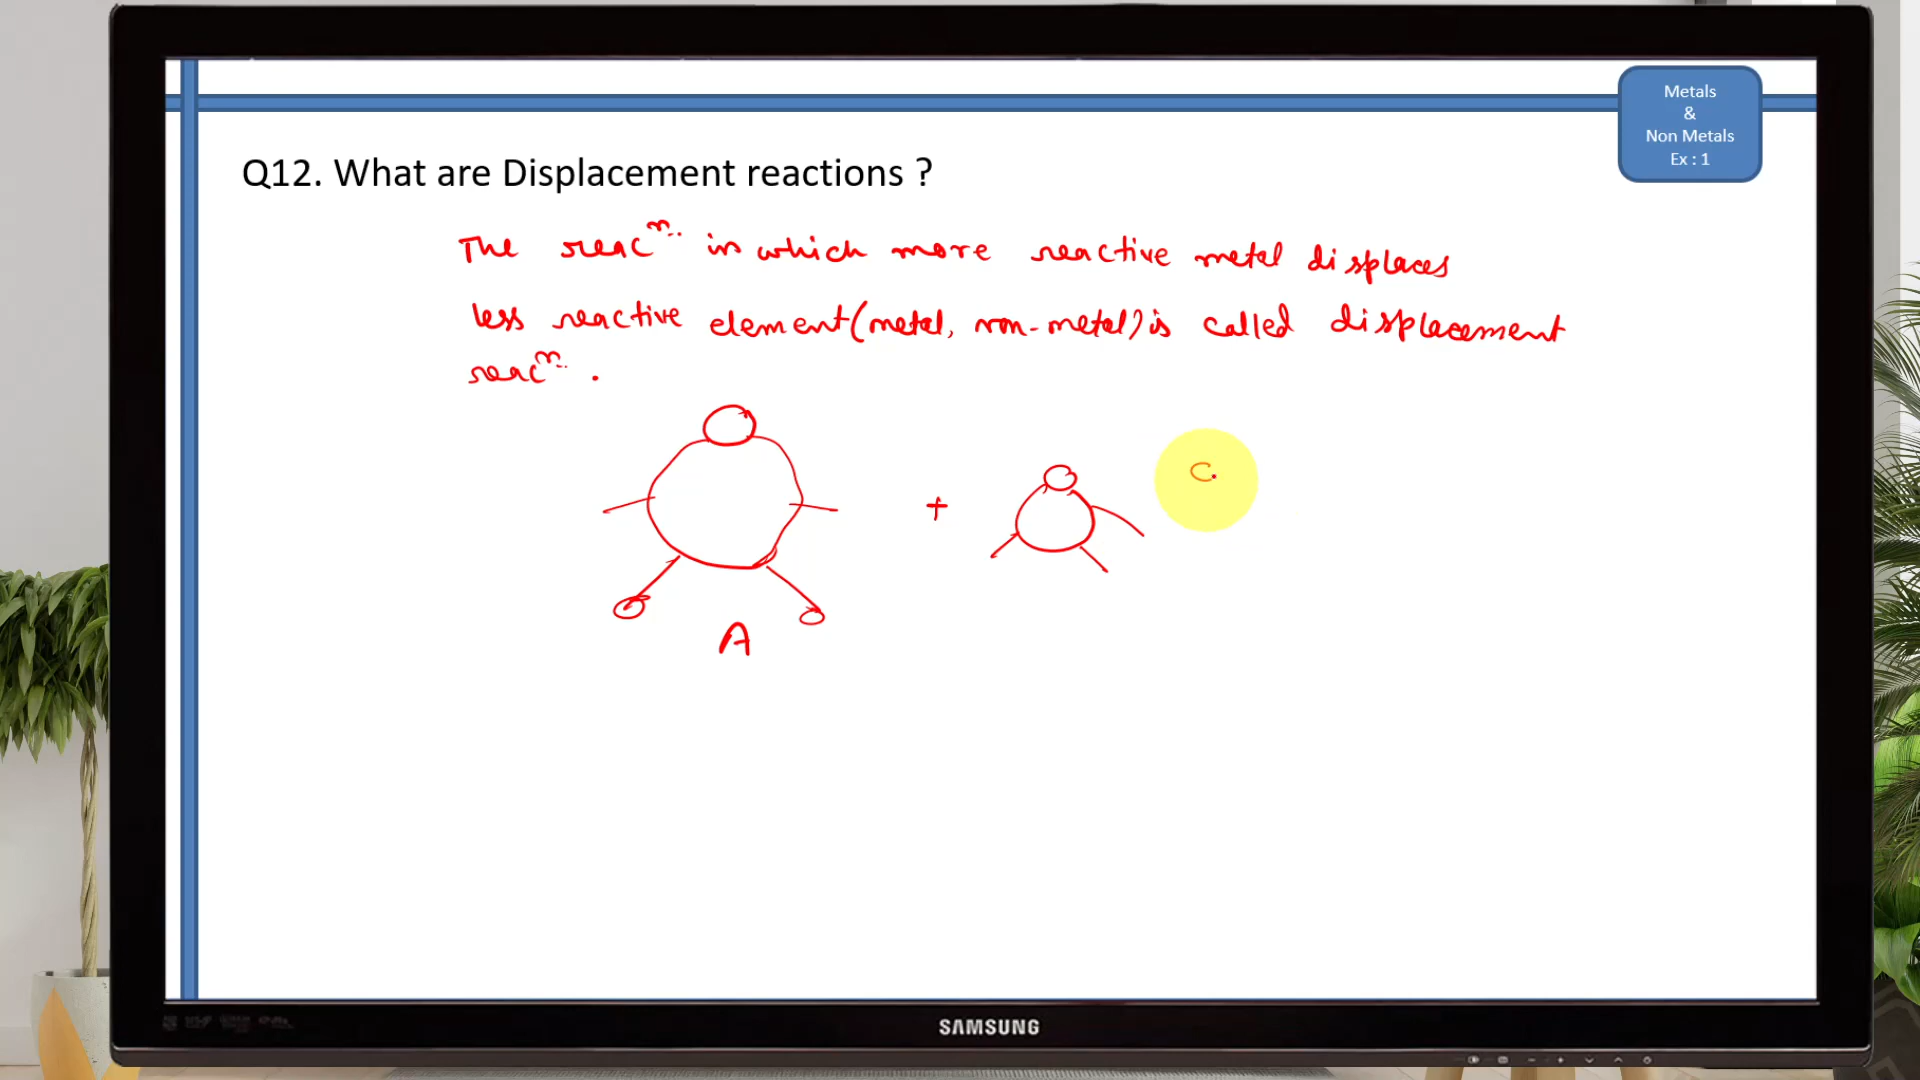 Metals
&
Non Metals
Ex : 1
Q12. What are Displacement reactions ?
The reacⁿ in which more reactive metal displaces
less reactive element (metal, non-metal) is called displacement
reacⁿ .
+
A
SAMSUNG